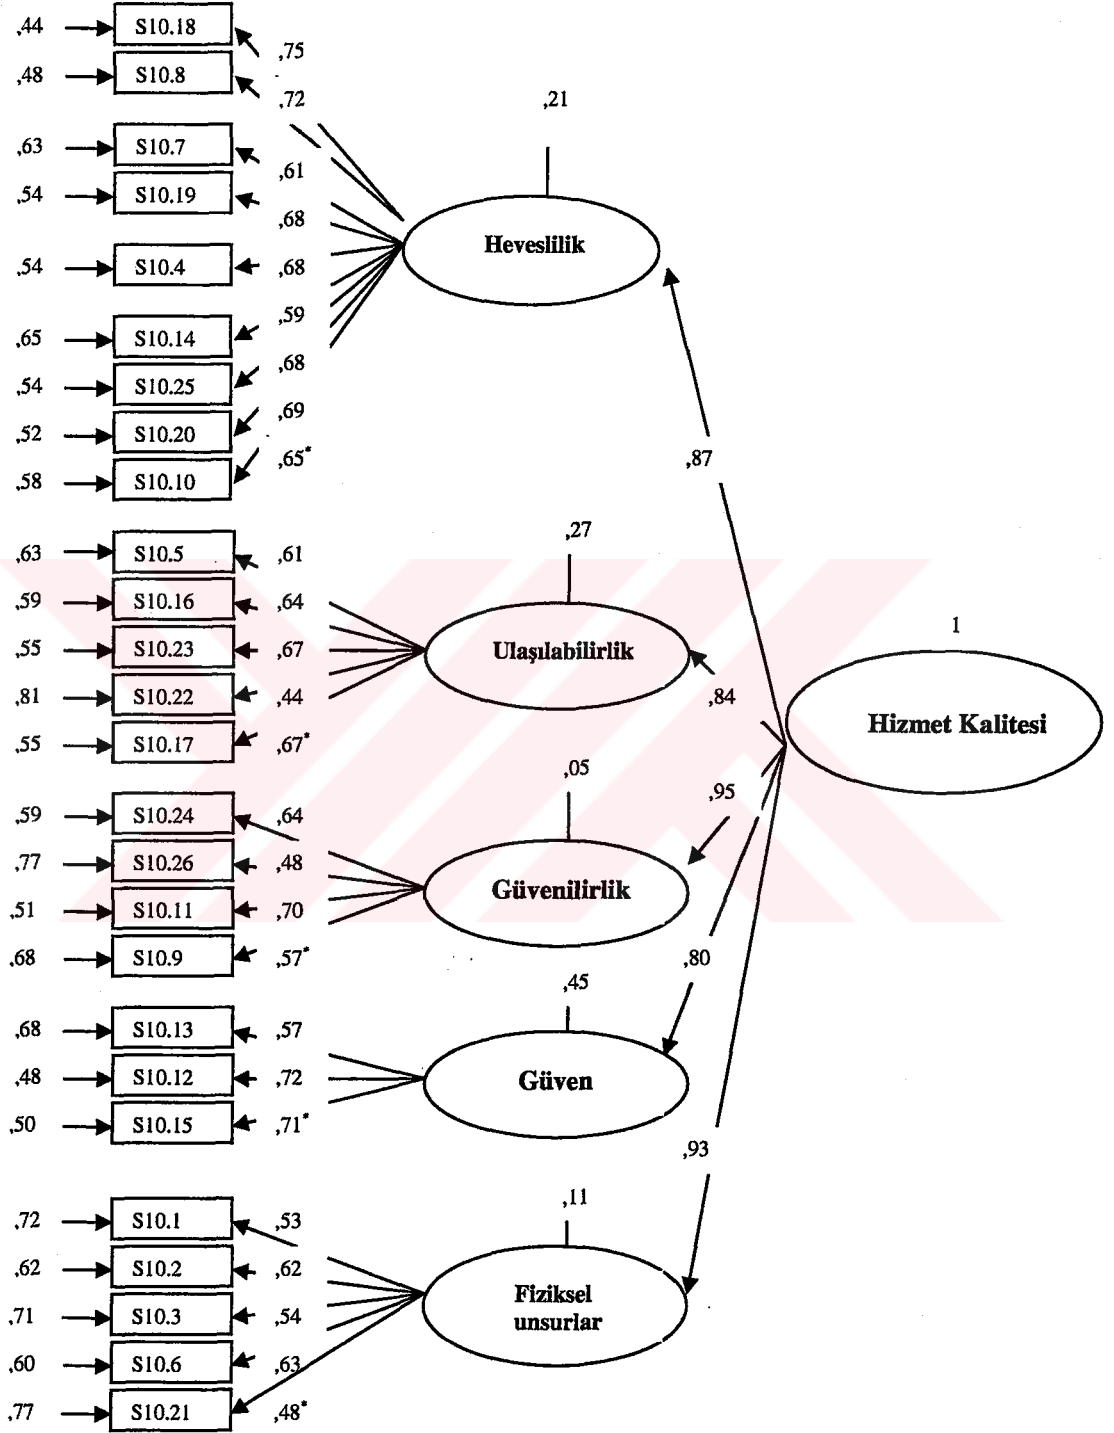 ,44 S10.18 ,75
,48 S10.8 ,72
,21
,63 S10.7 ,61
,54 S10.19 ,68
Heveslilik
,54 S10.4 ,68
,65 S10.14 ,59
,54 S10.25 ,68
,52 S10.20 ,69
,58 S10.10 ,65*
,87
,63 S10.5 ,61
,27
,59 S10.16 ,64
,55 S10.23 ,67
Ulaşılabilirlik
1
,81 S10.22 ,44
,84
Hizmet Kalitesi
,55 S10.17 ,67*
,05
,95
,59 S10.24 ,64
,77 S10.26 ,48
Güvenilirlik
,51 S10.11 ,70
,68 S10.9 ,57*
,80
,45
,68 S10.13 ,57
,48 S10.12 ,72
Güven
,50 S10.15 ,71*
,93
,11
,72 S10.1 ,53
,62 S10.2 ,62
Fiziksel
unsurlar
,71 S10.3 ,54
,60 S10.6 ,63
,77 S10.21 ,48*